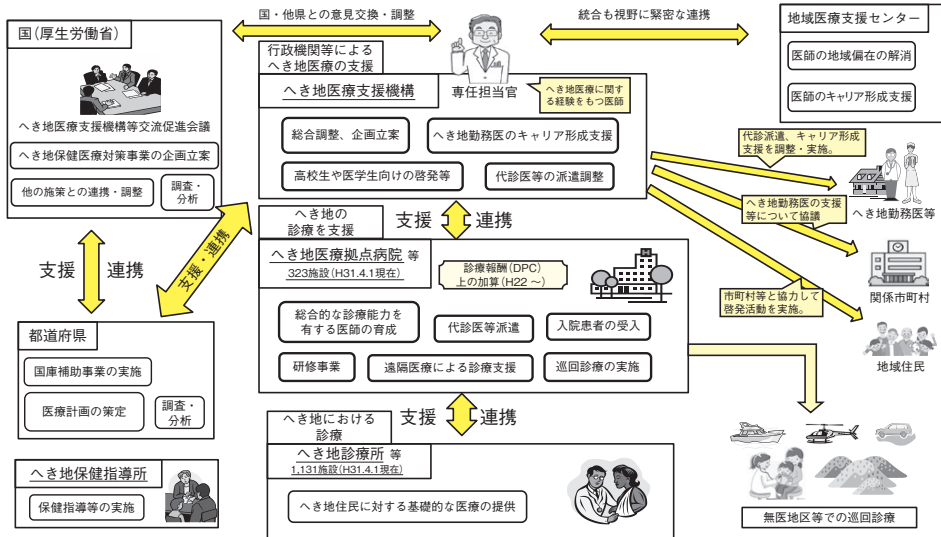 国・他県との意見交換・調整
統合も視野に緊密な連携
国(厚生労働省)
へき地医療支援機構等交流促進会議
へき地保健医療対策事業の企画立案
他の施策との連携・調整
調査・
分析
行政機関等による
へき地医療の支援
へき地医療支援機構
専任担当官
へき地医療に関する
経験をもつ医師
総合調整、企画立案
へき地勤務医のキャリア形成支援
高校生や医学生向けの啓発等
代診医等の派遣調整
地域医療支援センター
医師の地域偏在の解消
医師のキャリア形成支援
代診派遣、キャリア形成
支援を調整・実施。
へき地勤務医等
へき地勤務医の支援
等について協議
関係市町村
市町村等と協力して
啓発活動を実施。
地域住民
支援 連携
支援・連携
支援 連携
へき地の
診療を支援
へき地医療拠点病院 等
323施設(H31.4.1現在)
診療報酬(DPC)
上の加算(H22 ～)
総合的な診療能力を
有する医師の育成
代診医等派遣
入院患者の受入
研修事業
遠隔医療による診療支援
巡回診療の実施
都道府県
国庫補助事業の実施
医療計画の策定
調査・
分析
支援 連携
へき地における
診療
へき地診療所 等
1,131施設(H31.4.1現在)
へき地住民に対する基礎的な医療の提供
へき地保健指導所
保健指導等の実施
無医地区等での巡回診療